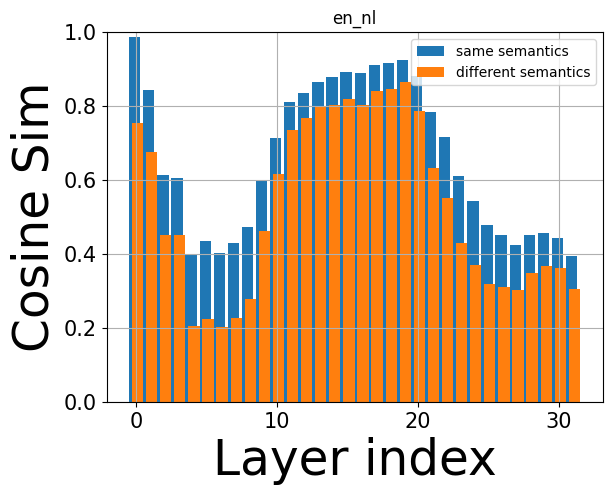 en_nl
same semantics
different semantics
Cosine Sim
1.0
0.8
0.6
0.4
0.2
0.0
0 10 20 30
Layer index